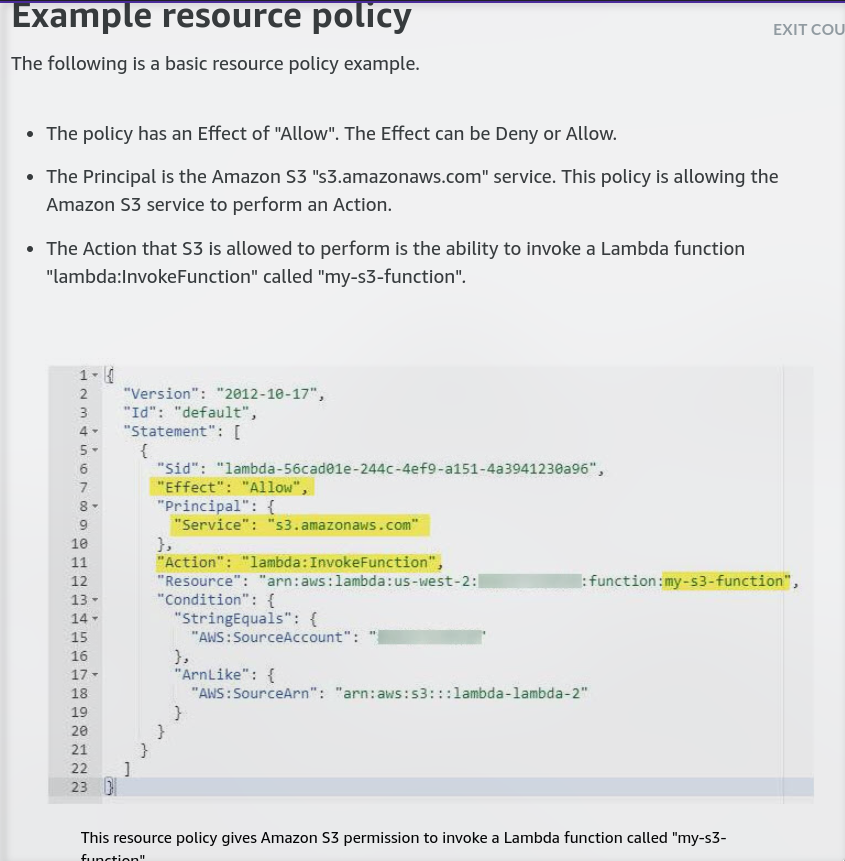 Example resource policy
EXIT COU
The following is a basic resource policy example.
• The policy has an Effect of "Allow". The Effect can be Deny or Allow.
• The Principal is the Amazon S3 "s3.amazonaws.com" service. This policy is allowing the
Amazon S3 service to perform an Action.
• The Action that S3 is allowed to perform is the ability to invoke a Lambda function
"lambda:InvokeFunction" called "my-s3-function".
1 {
2 "Version": "2012-10-17",
3 "Id": "default",
4 "Statement": [
5 {
6 "Sid": "lambda-56cad01e-244c-4ef9-a151-4a3941230a96",
7 "Effect": "Allow",
8 "Principal": {
9 "Service": "s3.amazonaws.com"
10 },
11 "Action": "lambda:InvokeFunction",
12 "Resource": "arn:aws:lambda:us-west-2: :function:my-s3-function",
13 "Condition": {
14 "StringEquals": {
15 "AWS:SourceAccount": " "
16 },
17 "ArnLike": {
18 "AWS:SourceArn": "arn:aws:s3:::lambda-lambda-2"
19 }
20 }
21 }
22 ]
23 }
This resource policy gives Amazon S3 permission to invoke a Lambda function called "my-s3-
function"